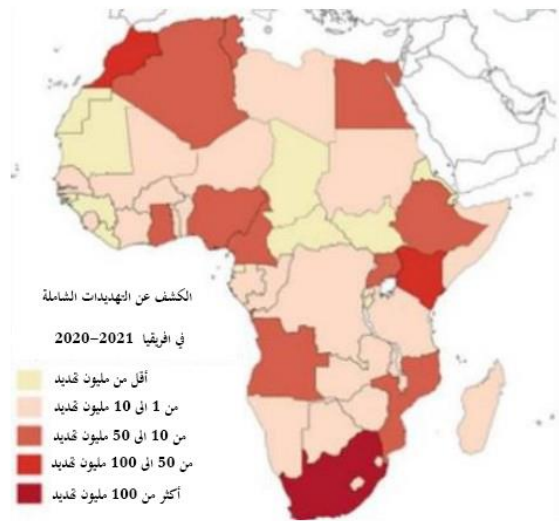 الكشف عن التهديدات الشاملة
في افريقيا 2021-2020
أقل من مليون تهديد
من 1 الى 10 مليون تهديد
من 10 الى 50 مليون تهديد
من 50 الى 100 مليون تهديد
أكثر من 100 مليون تهديد